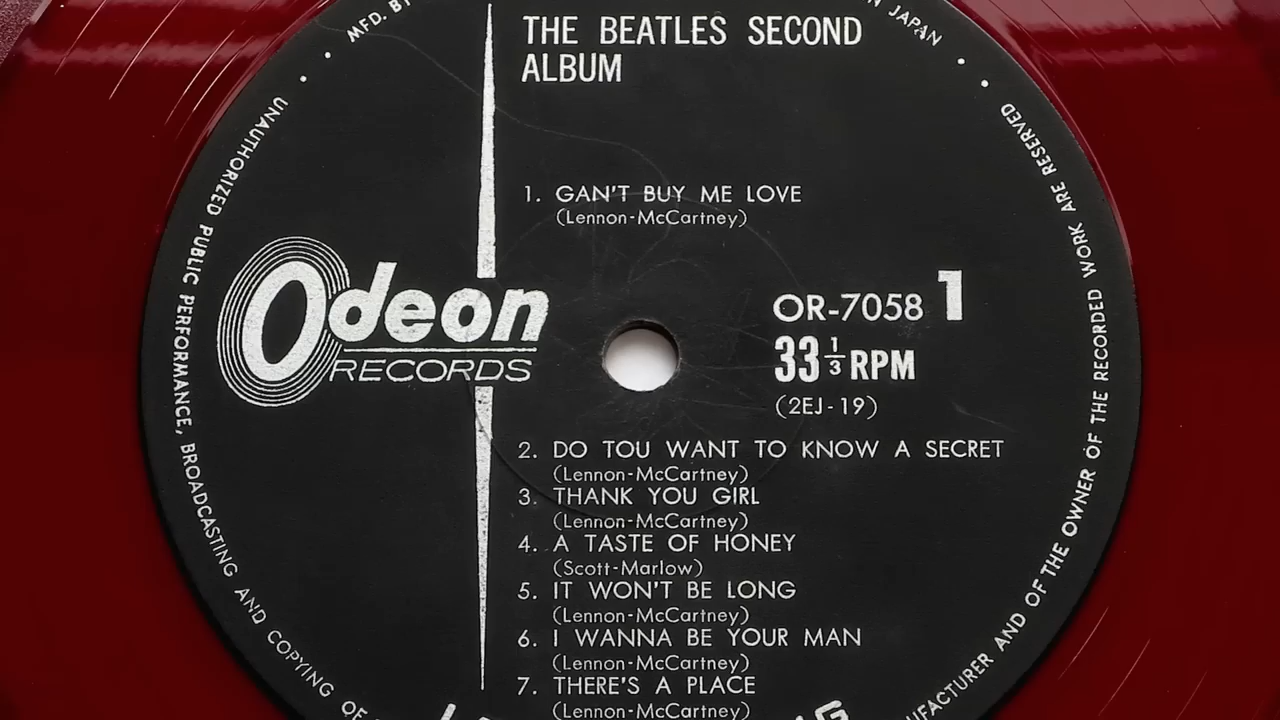 THE BEATLES SECOND
ALBUM
1. GAN'T BUY ME LOVE
(Lennon-McCartney)
Odeon
RECORDS
OR-7058 1
33 1/3 RPM
(2EJ-19)
2. DO TOU WANT TO KNOW A SECRET
(Lennon-McCartney)
3. THANK YOU GIRL
(Lennon-McCartney)
4. A TASTE OF HONEY
(Scott-Marlow)
5. IT WON'T BE LONG
(Lennon-McCartney)
6. I WANNA BE YOUR MAN
(Lennon-McCartney)
7. THERE'S A PLACE
(Lennon-McCartney)
MFD. BY
JAPAN
UNAUTHORIZED PUBLIC PERFORMANCE, BROADCASTING AND COPYING OF
AND OF THE OWNER OF THE RECORDED WORK ARE RESERVED